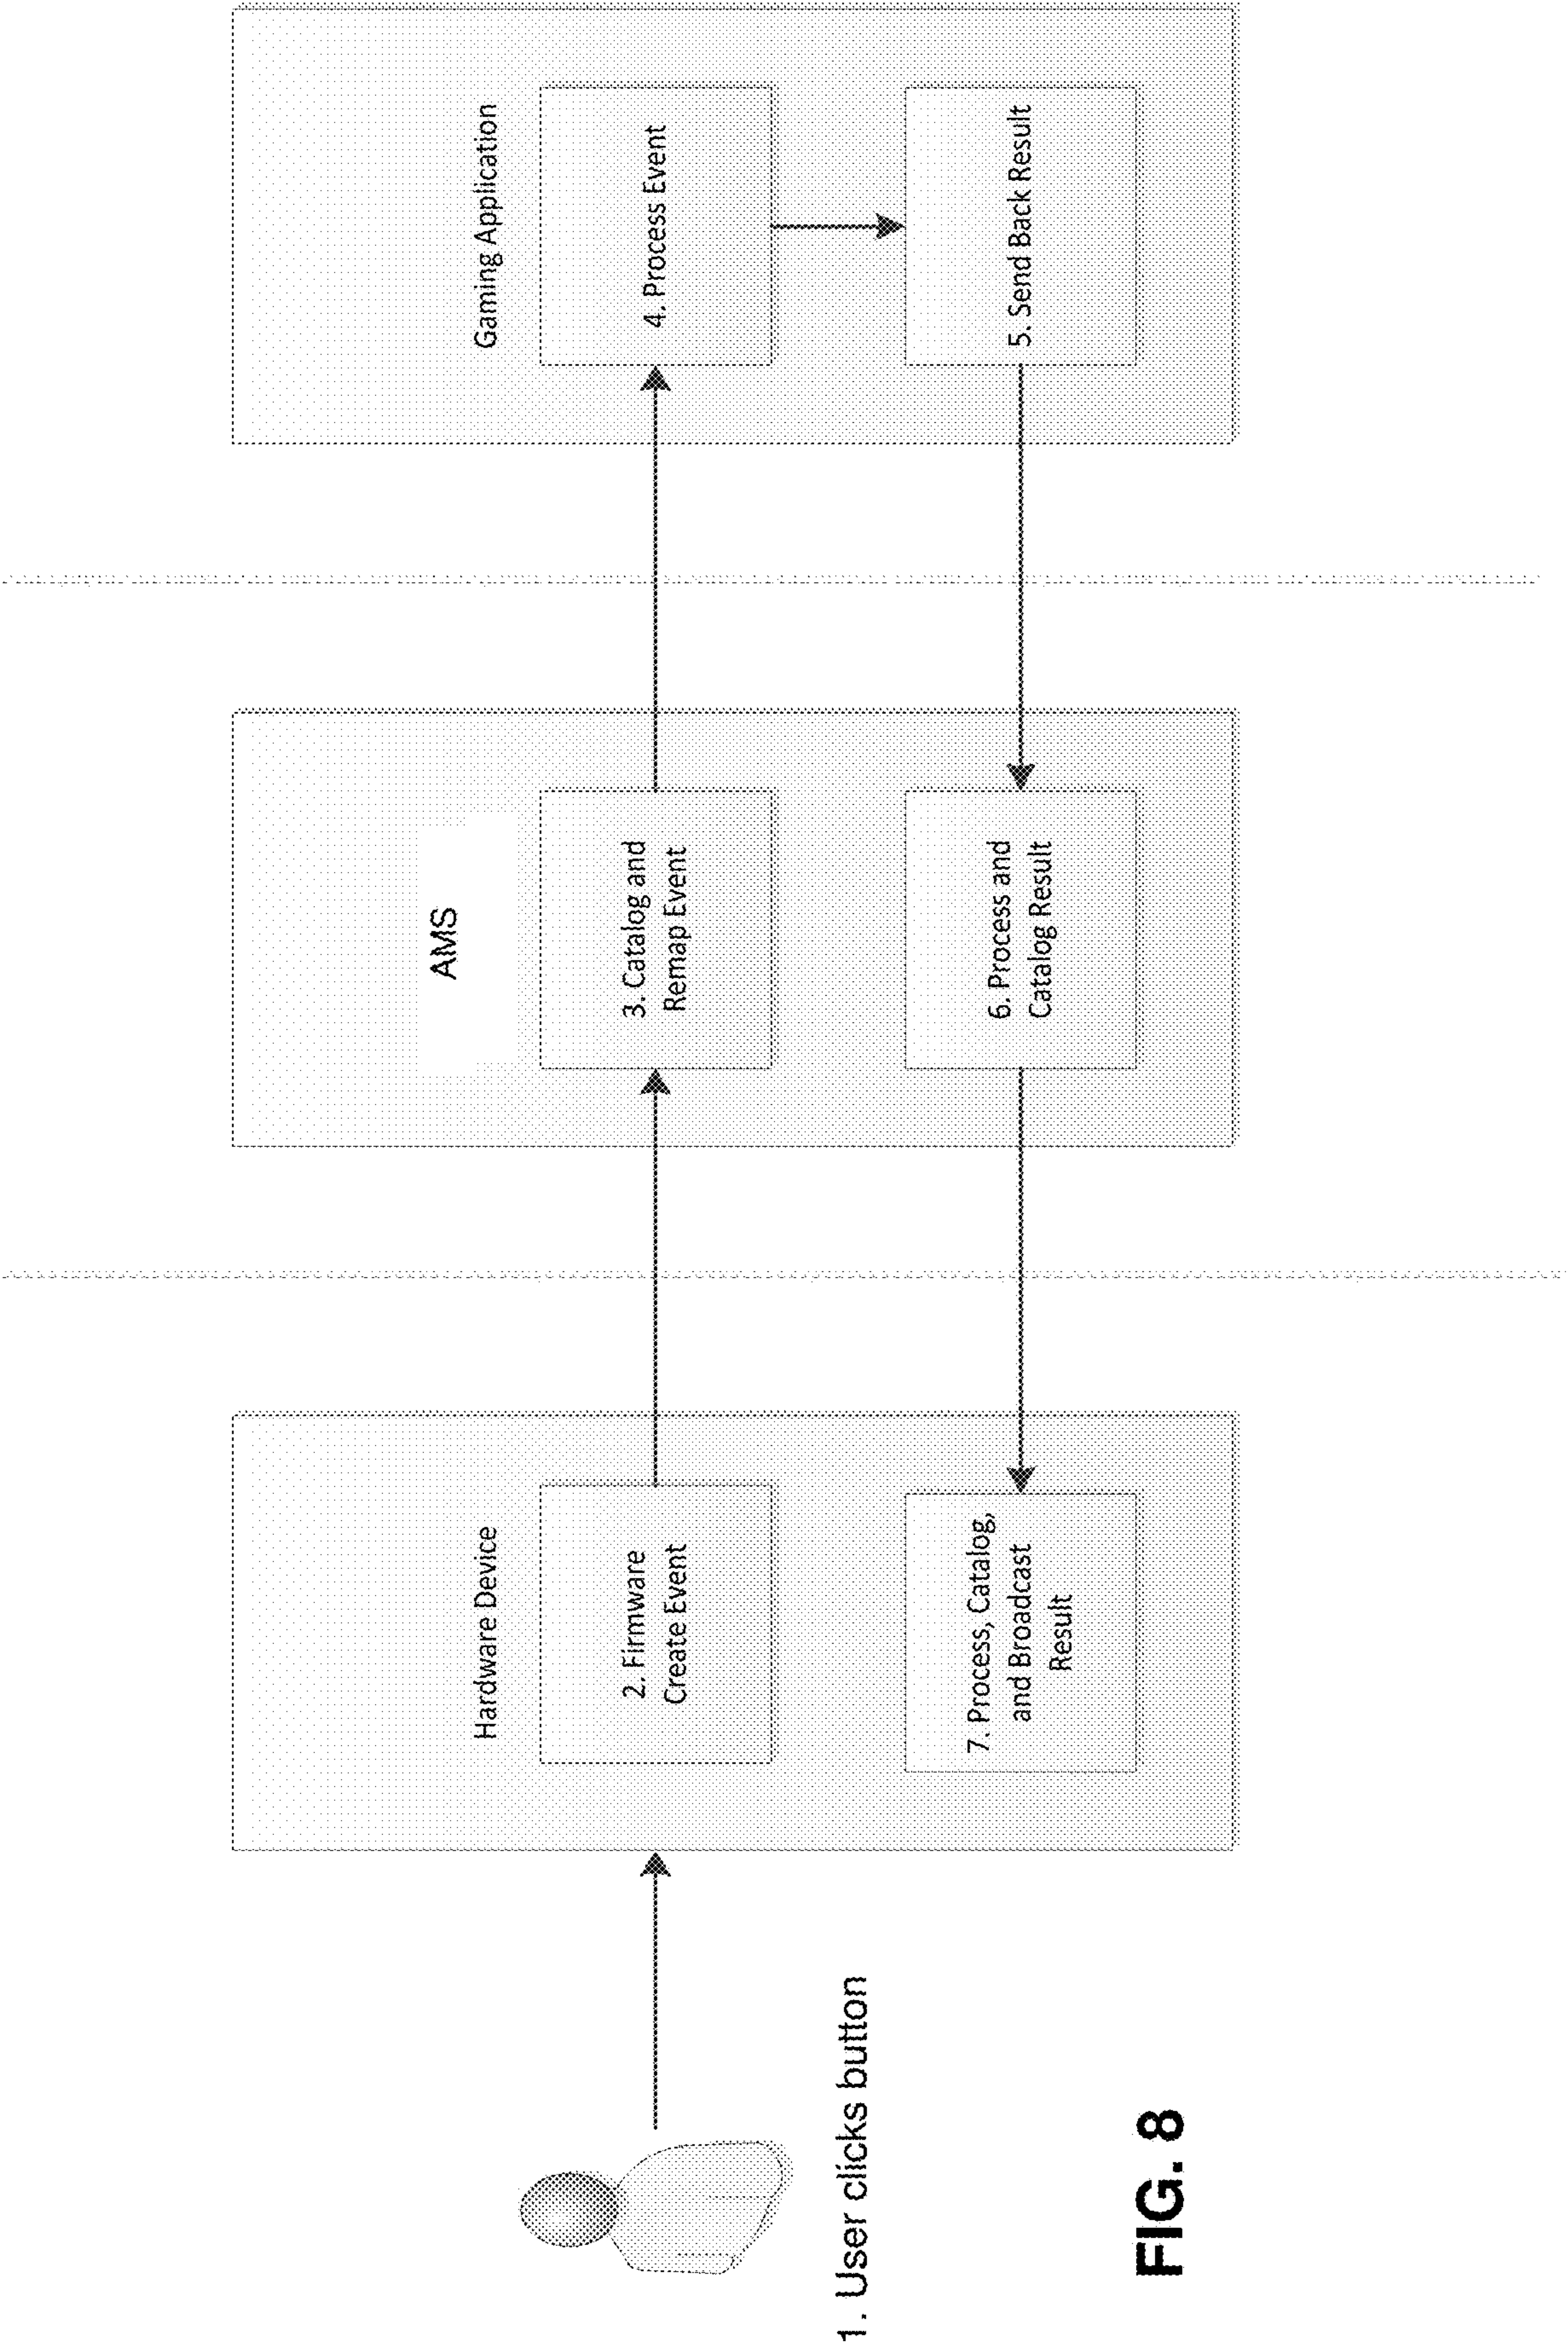 Hardware Device
AMS
Gaming Application
1. User clicks button
2. Firmware
Create Event
3. Catalog and
Remap Event
4. Process Event
5. Send Back Result
6. Process and
Catalog Result
7. Process, Catalog,
and Broadcast
Result
FIG. 8